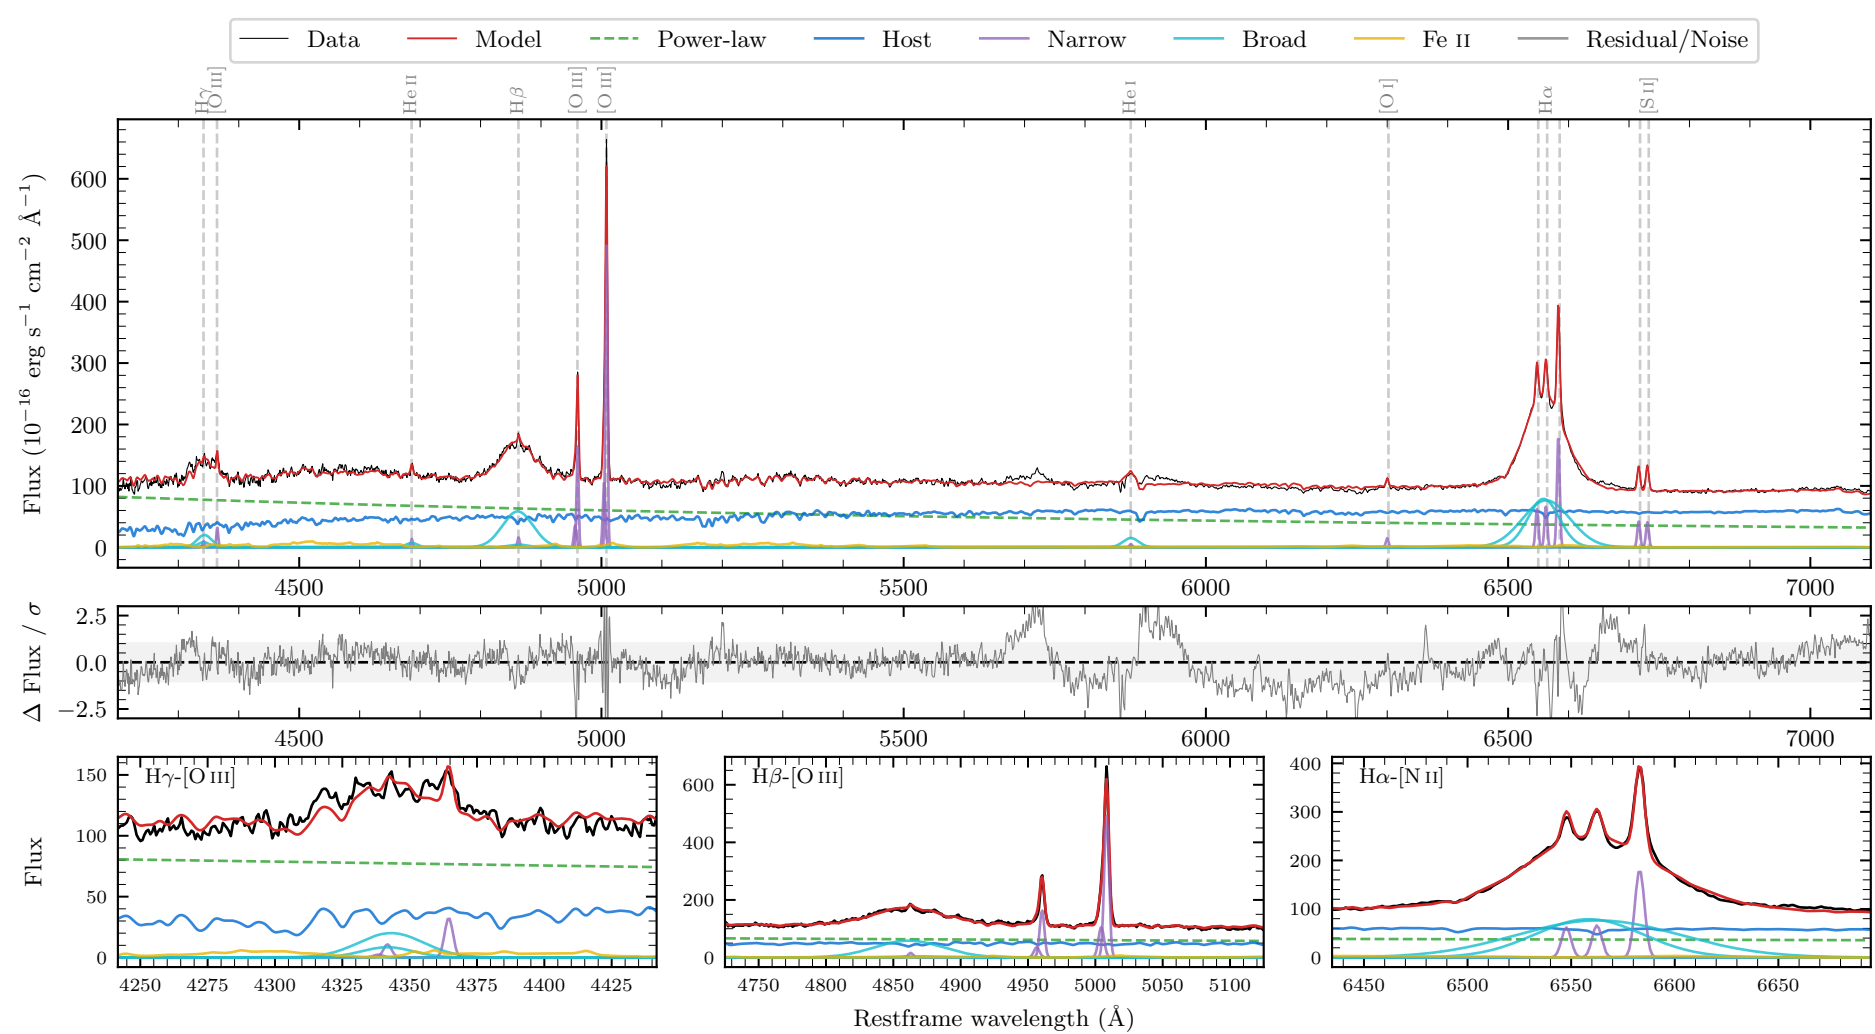 Data Model Power-law Host Narrow Broad Fe II Residual/Noise
Hγ [O III] He II Hβ [O III] [O III] He I [O I] Hα [S II]
Flux (10−16 erg s−1 cm−2 Å−1)
600
500
400
300
200
100
0
4500 5000 5500 6000 6500 7000
Δ Flux / σ
2.5
0.0
−2.5
4500 5000 5500 6000 6500 7000
Flux
Hγ-[O III]
150
100
50
0
4250 4275 4300 4325 4350 4375 4400 4425
Hβ-[O III]
600
400
200
0
4750 4800 4850 4900 4950 5000 5050 5100
Hα-[N II]
400
300
200
100
0
6450 6500 6550 6600 6650
Restframe wavelength (Å)